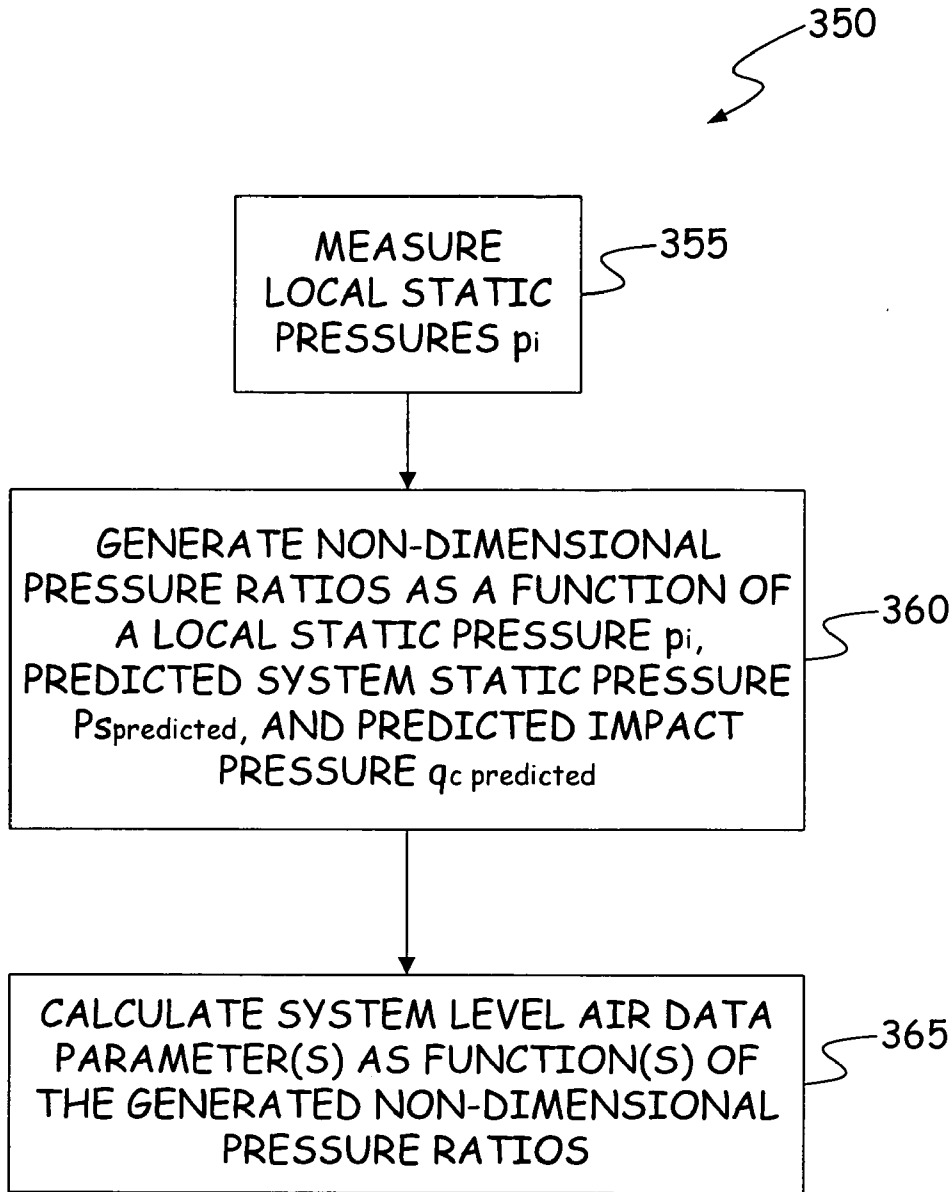 350
MEASURE
LOCAL STATIC
PRESSURES pi
355
GENERATE NON-DIMENSIONAL
PRESSURE RATIOS AS A FUNCTION OF
A LOCAL STATIC PRESSURE pi,
PREDICTED SYSTEM STATIC PRESSURE
Pspredicted, AND PREDICTED IMPACT
PRESSURE qc predicted
360
CALCULATE SYSTEM LEVEL AIR DATA
PARAMETER(S) AS FUNCTION(S) OF
THE GENERATED NON-DIMENSIONAL
PRESSURE RATIOS
365